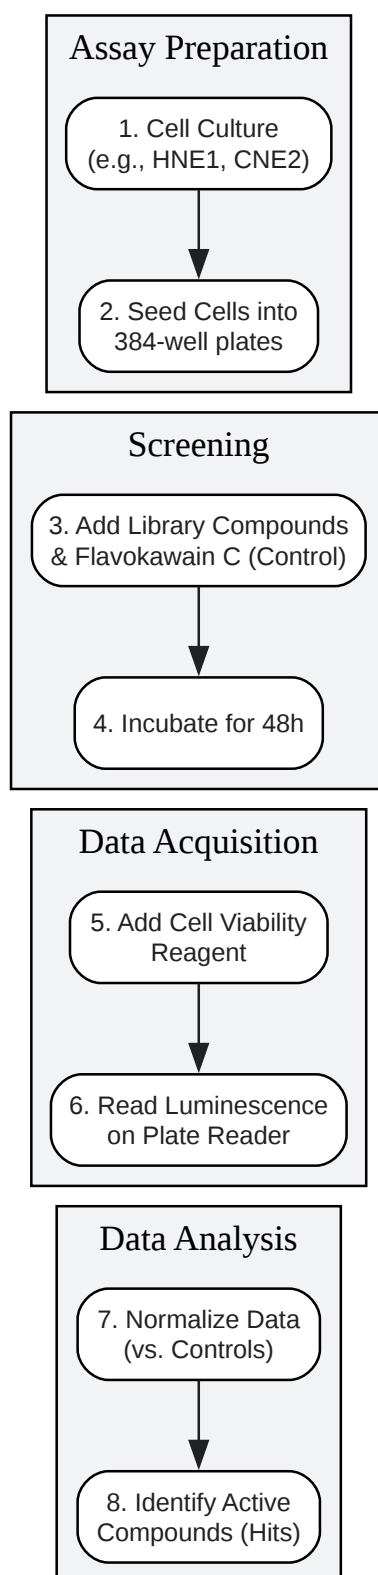 Assay Preparation
1. Cell Culture
(e.g., HNE1, CNE2)
2. Seed Cells into
384-well plates
Screening
3. Add Library Compounds
& Flavokawain C (Control)
4. Incubate for 48h
Data Acquisition
5. Add Cell Viability
Reagent
6. Read Luminescence
on Plate Reader
Data Analysis
7. Normalize Data
(vs. Controls)
8. Identify Active
Compounds (Hits)